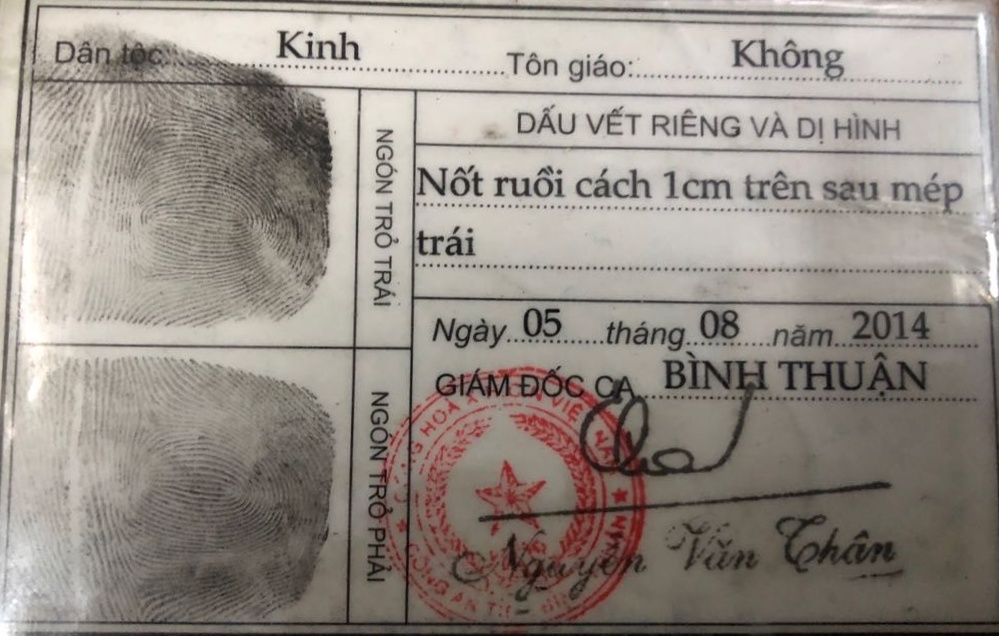 Dân tộc: Kinh Tôn giáo: Không
NGÓN TRỎ TRÁI
DẤU VẾT RIÊNG VÀ DỊ HÌNH
Nốt ruồi cách 1cm trên sau mép
trái
Ngày 05 tháng 08 năm 2014
GIÁM ĐỐC CA BÌNH THUẬN
NGÓN TRỎ PHẢI
Nguyễn Văn Thân